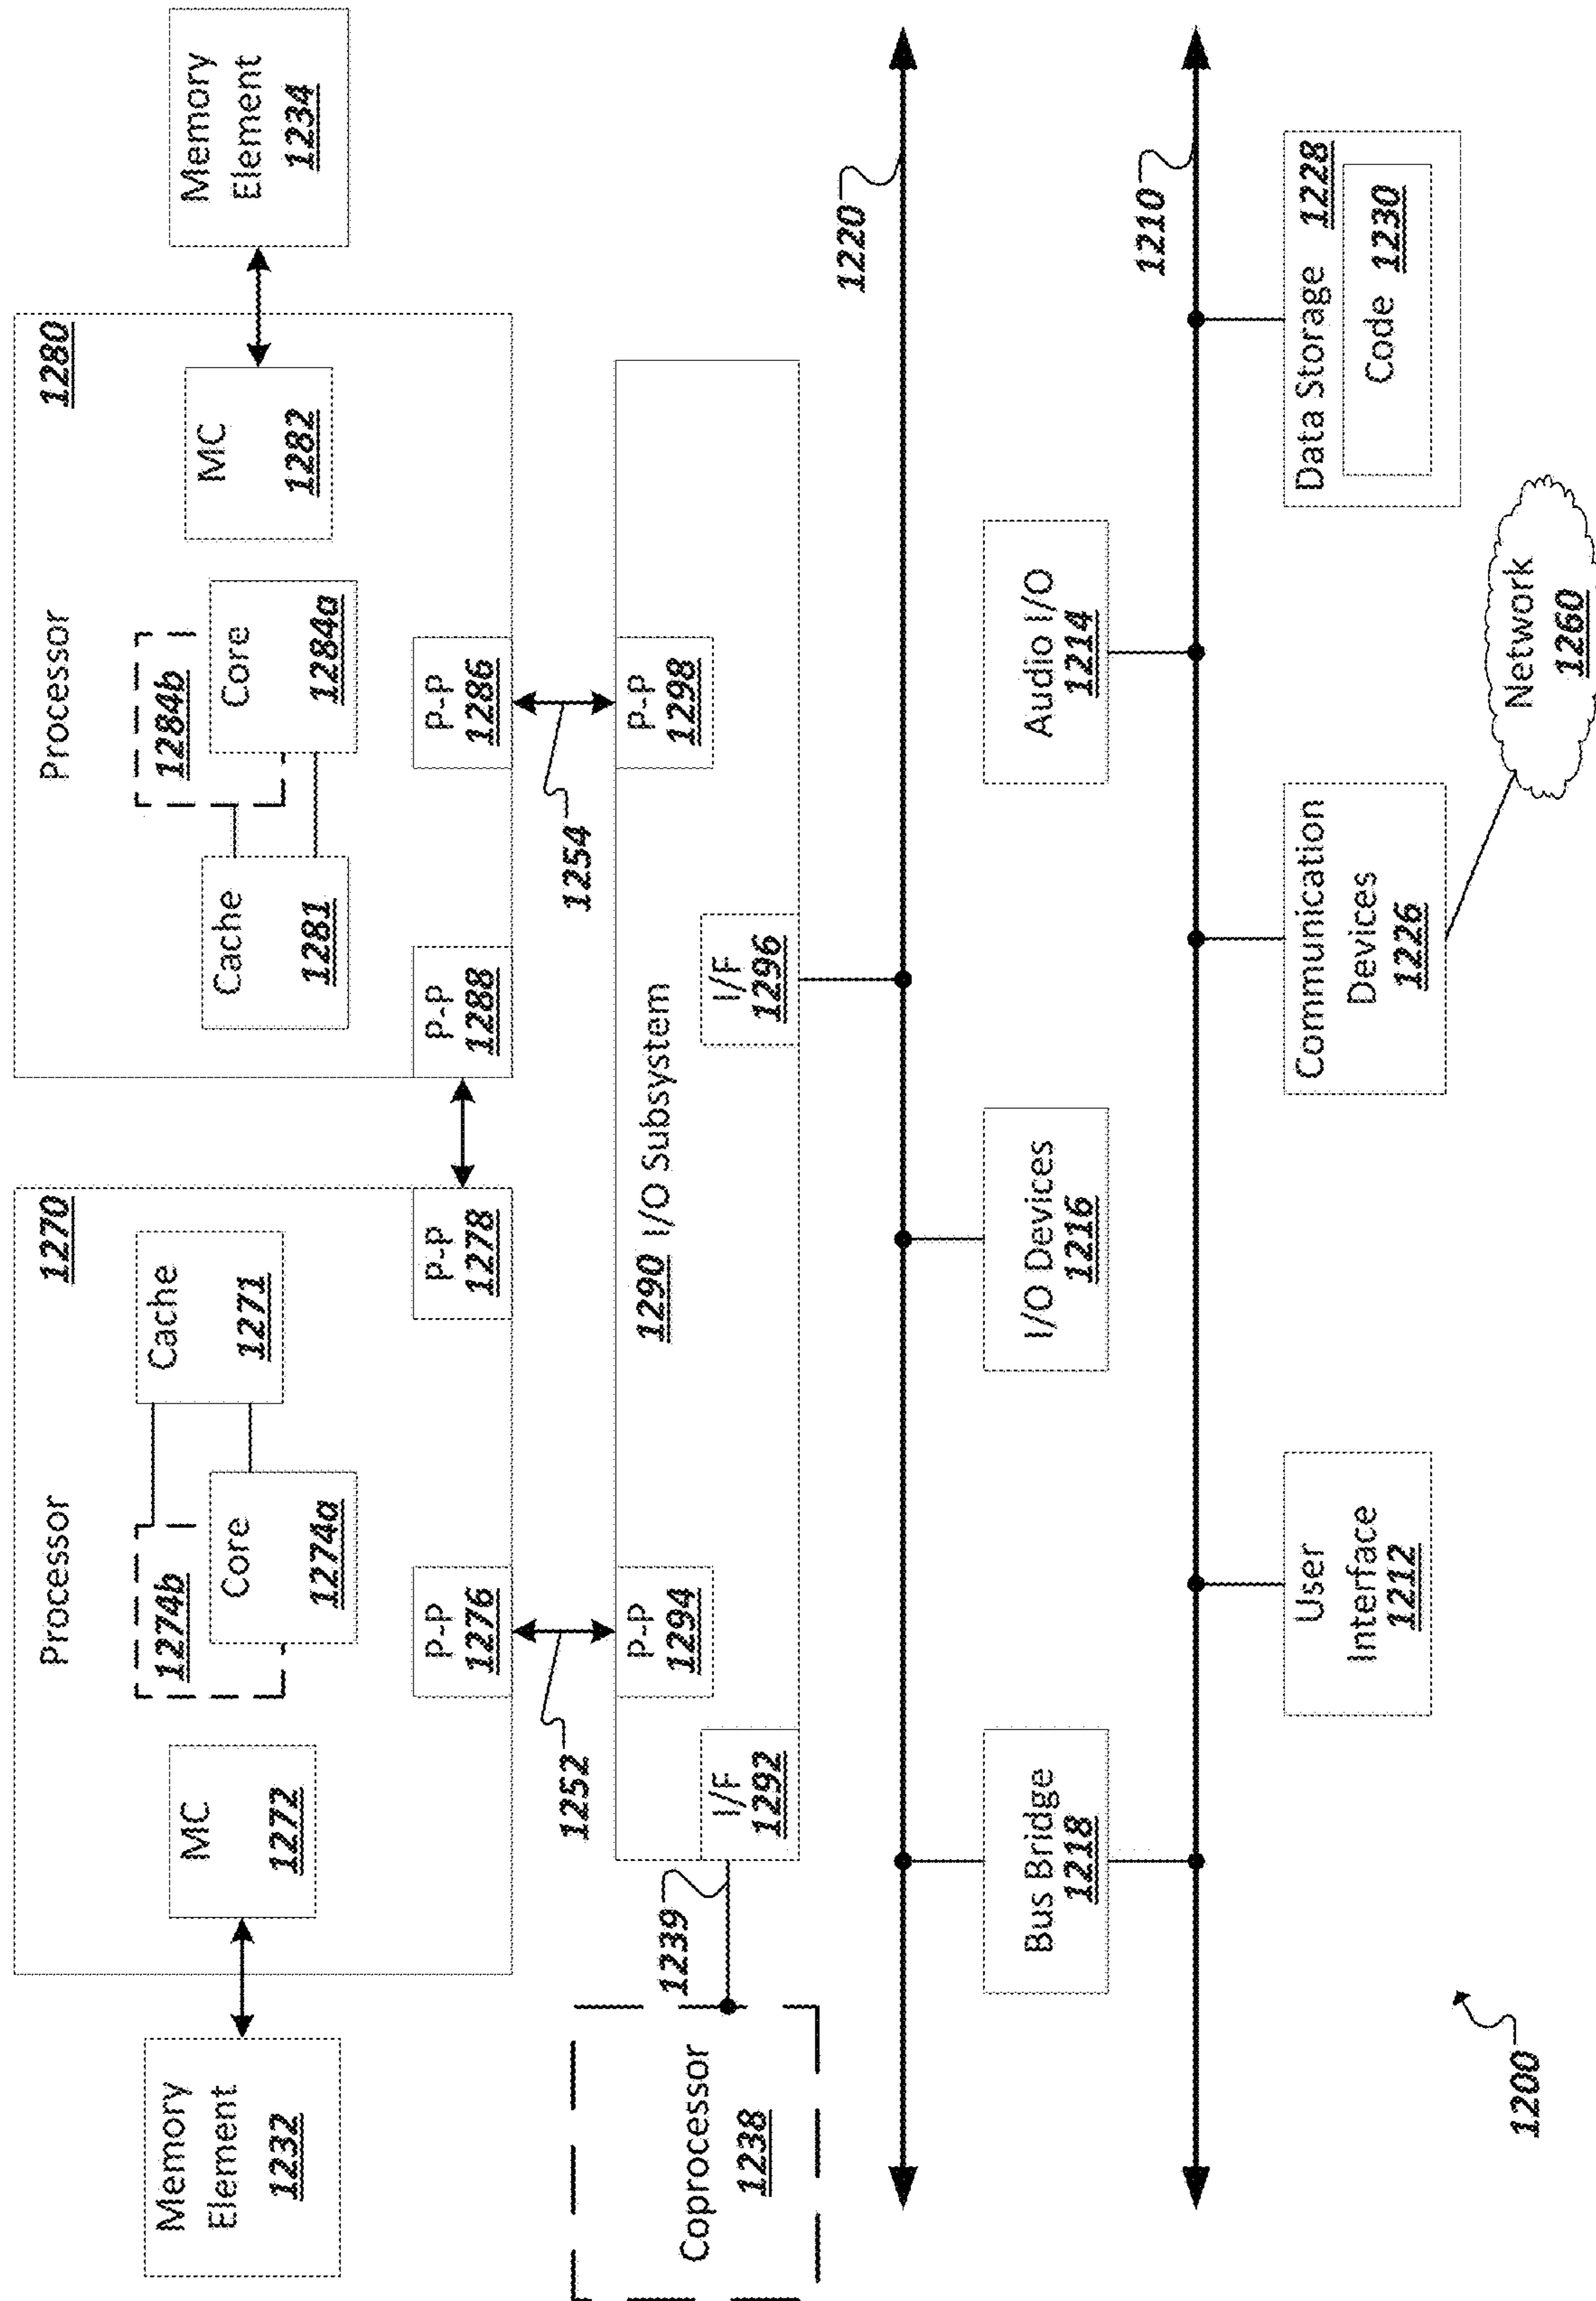 1200
Memory
Element
1232
Processor
1270
MC
1272
1274b
Core
1274a
Cache
1271
P-P
1276
P-P
1278
Processor
1280
Cache
1281
1284b
Core
1284a
MC
1282
P-P
1288
P-P
1286
Memory
Element
1234
1252
1254
Coprocessor
1238
1239
I/F
1292
P-P
1294
1290 I/O Subsystem
I/F
1296
P-P
1298
1220
Bus Bridge
1218
I/O Devices
1216
Audio I/O
1214
1210
User
Interface
1212
Communication
Devices
1226
Data Storage 1228
Code 1230
Network
1260